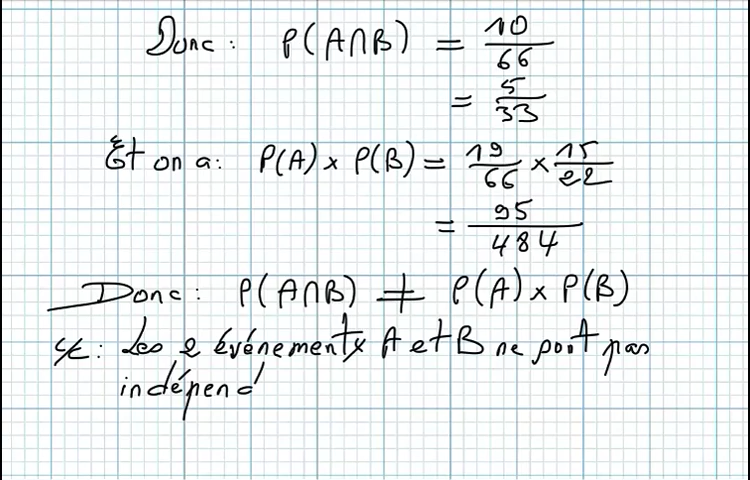 Donc : P(A∩B) = 10/66
= 5/33
Et on a : P(A) × P(B) = 19/66 × 15/22
= 95/484
Donc : P(A∩B) ≠ P(A) × P(B)
Les 2 événements A et B ne sont pas
indépend